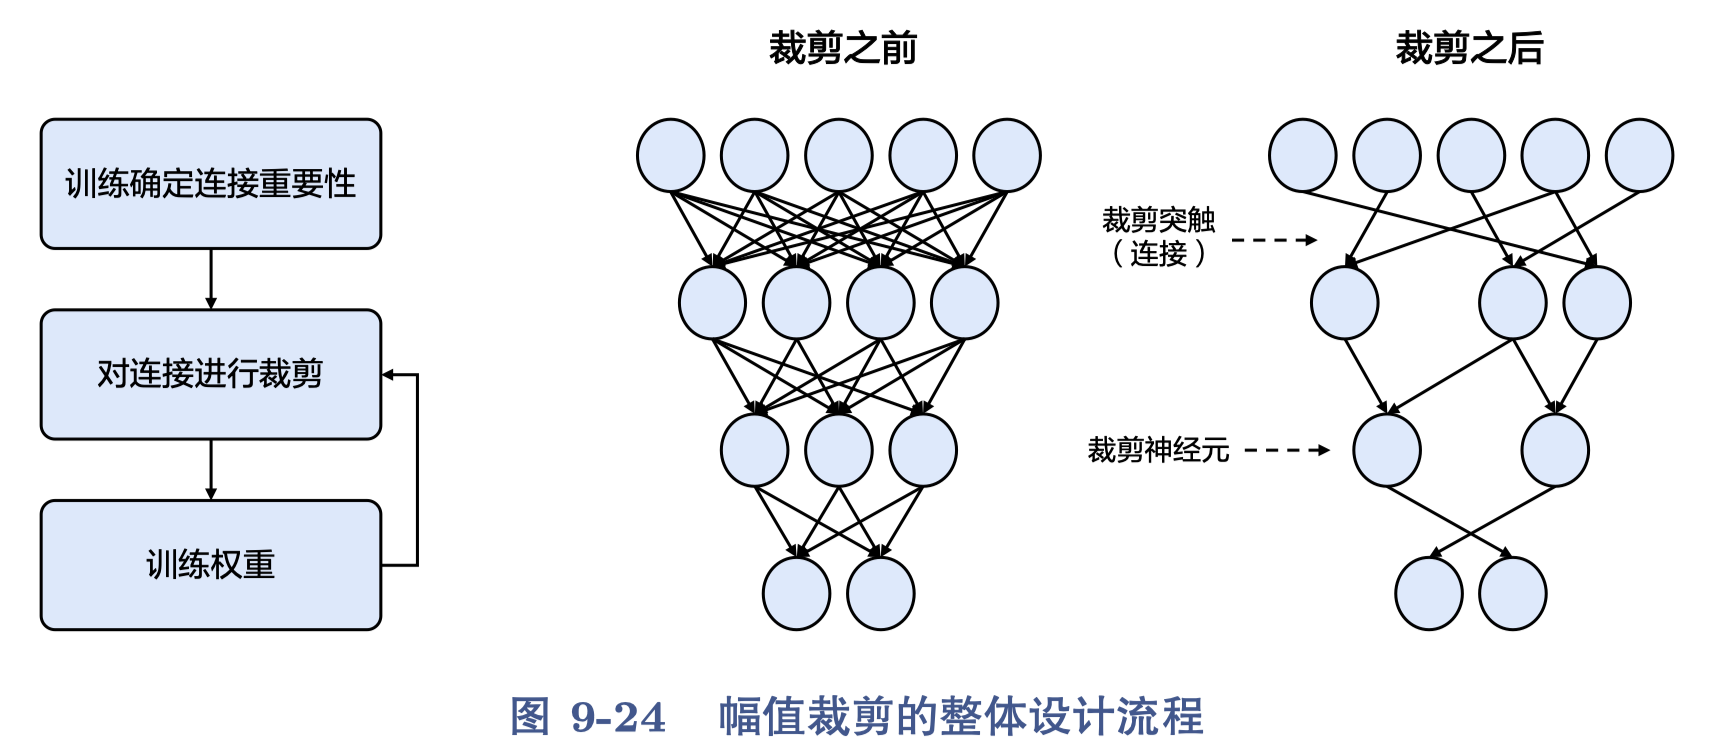 裁剪之前
裁剪之后
训练确定连接重要性
对连接进行裁剪
训练权重
裁剪突触
（连接）
裁剪神经元
图 9-24 幅值裁剪的整体设计流程